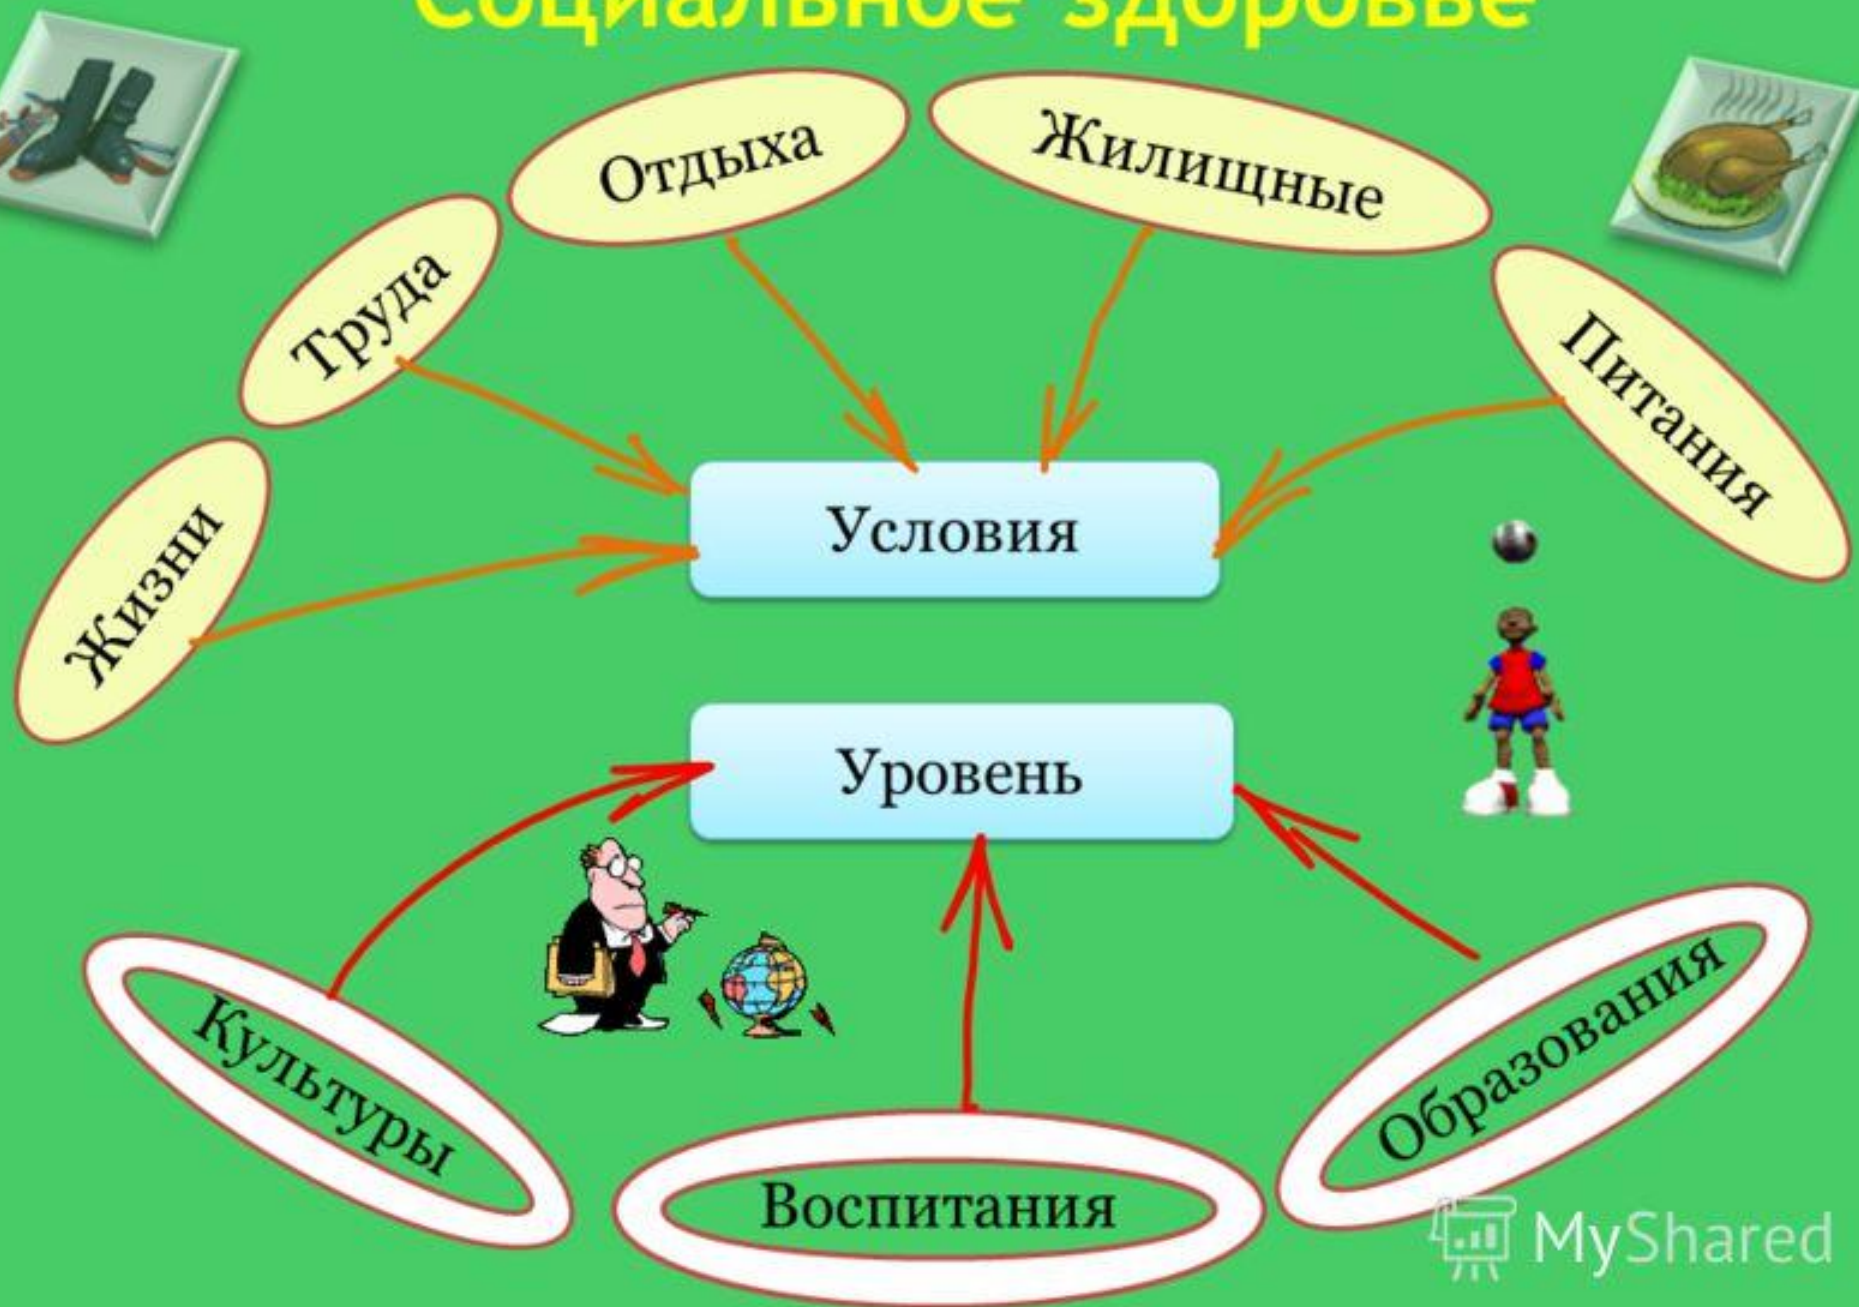 Социальное здоровье
Отдыха
Жилищные
Труда
Питания
Жизни
Условия
Уровень
Культуры
Воспитания
Образования
MyShared